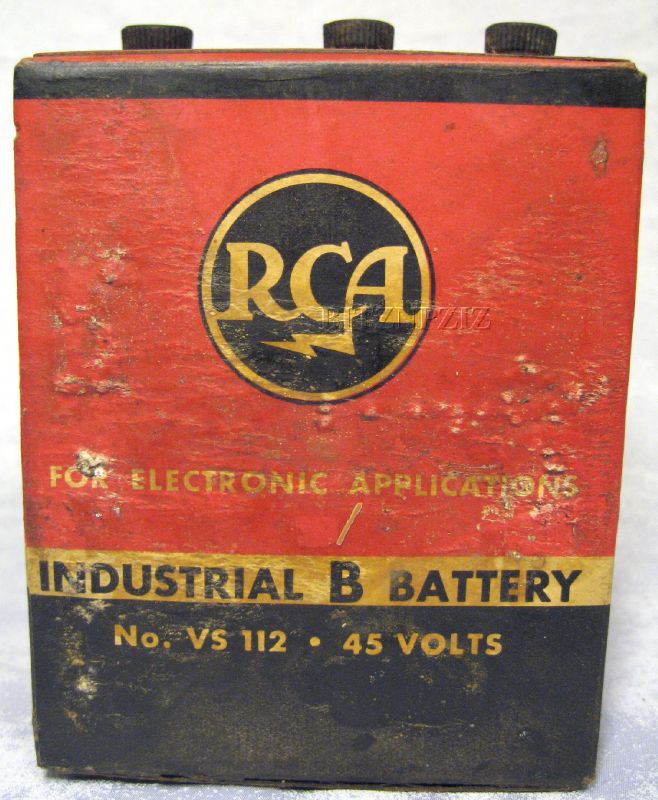 RCA
FOR ELECTRONIC APPLICATIONS
INDUSTRIAL B BATTERY
No. VS 112 • 45 VOLTS